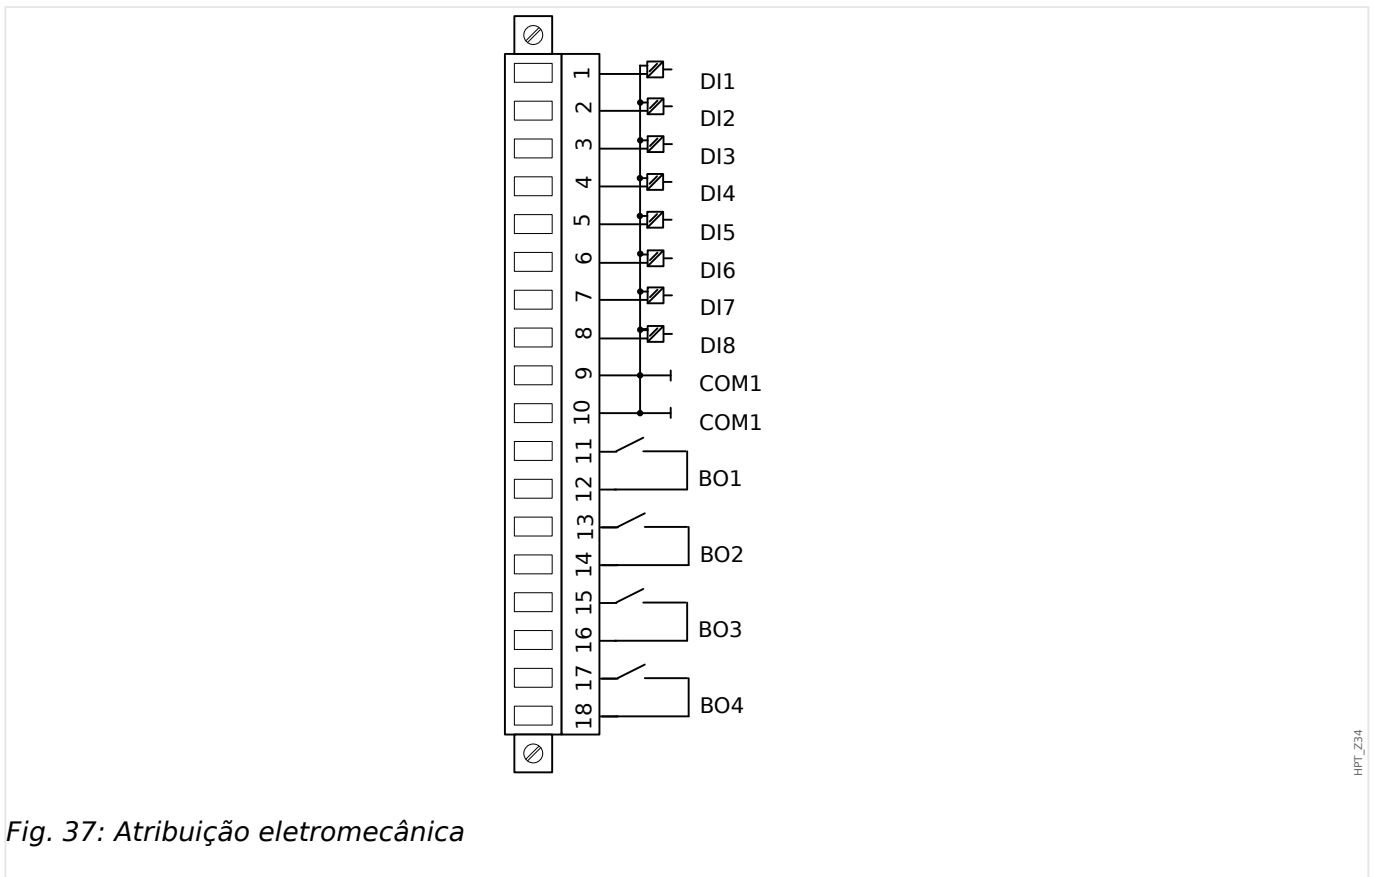 1 DI1
2 DI2
3 DI3
4 DI4
5 DI5
6 DI6
7 DI7
8 DI8
9 COM1
10 COM1
11
BO1
12
13
BO2
14
15
BO3
16
17
BO4
18
HPT_Z34
Fig. 37: Atribuição eletromecânica